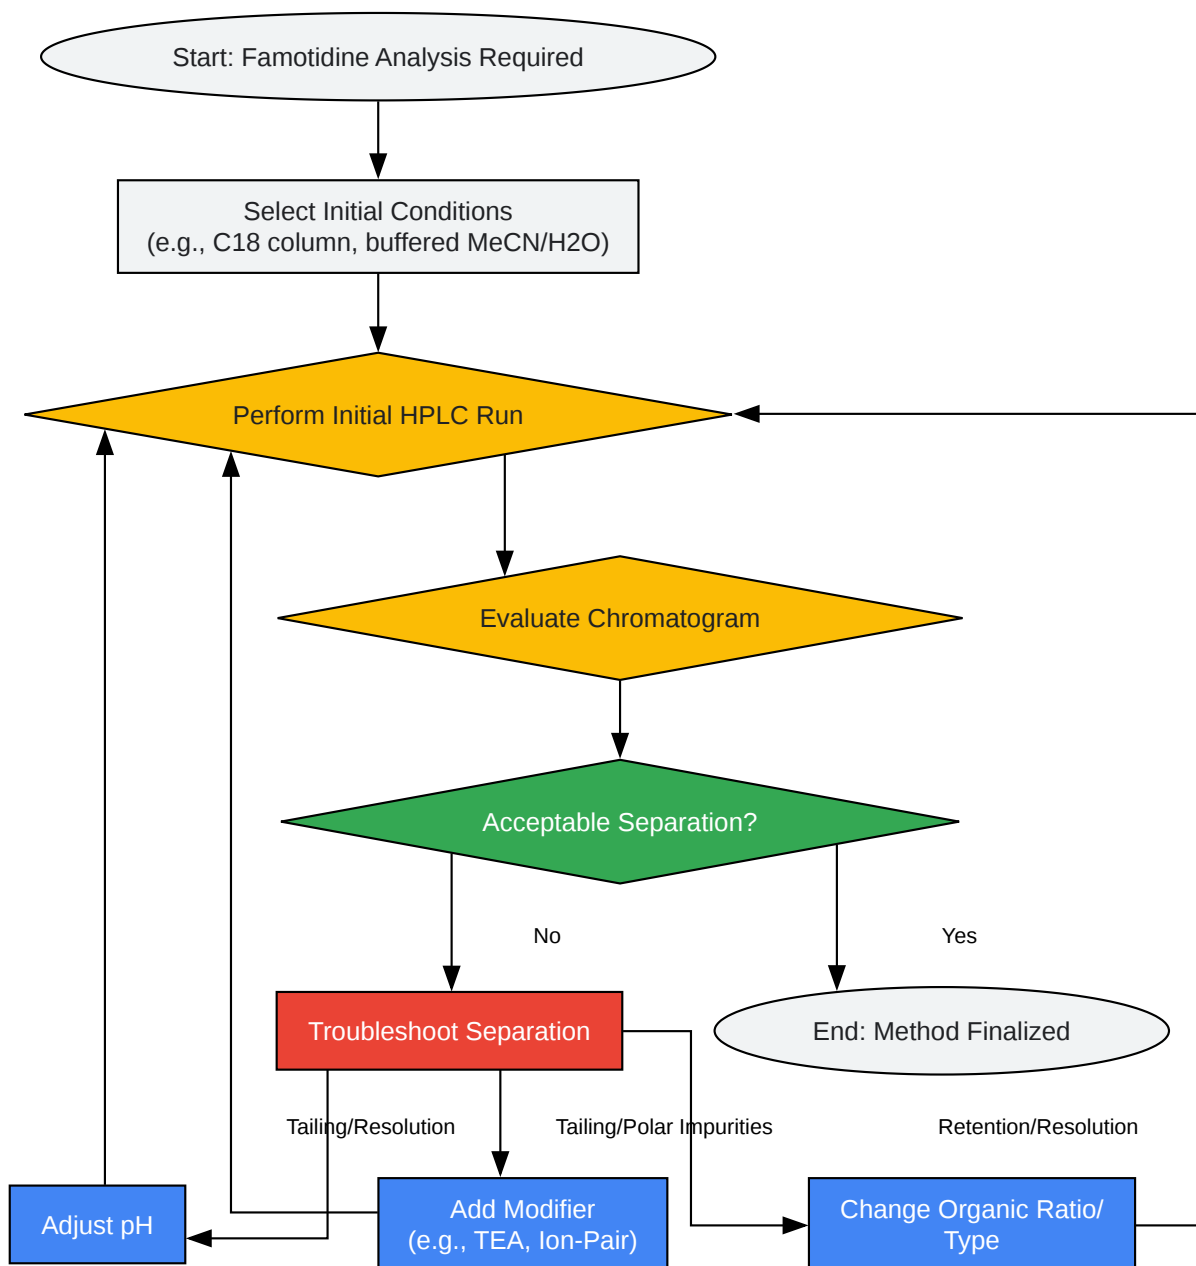 Start: Famotidine Analysis Required
Select Initial Conditions
(e.g., C18 column, buffered MeCN/H2O)
Perform Initial HPLC Run
Evaluate Chromatogram
Acceptable Separation?
No
Yes
Troubleshoot Separation
End: Method Finalized
Tailing/Resolution
Tailing/Polar Impurities
Retention/Resolution
Adjust pH
Add Modifier
(e.g., TEA, Ion-Pair)
Change Organic Ratio/
Type